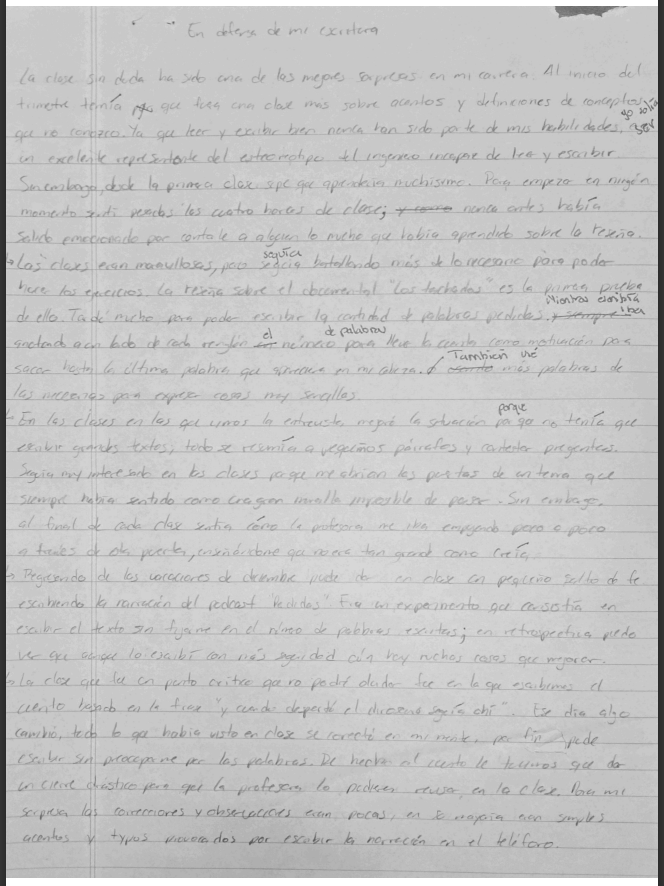 En defensa de mi escritura
La clase sin duda ha sido una de las mejores sorpresas en mi carrera. Al inicio del
trimestre temía que fuera una clase más sobre acentos y definiciones de conceptos
que no conozco. Ya que leer y escribir bien nunca han sido parte de mis habilidades, yo solía ser
un excelente representante del estereotipo del ingeniero incapaz de leer y escribir.
Sin embargo, desde la primera clase supe que aprendería muchísimo. Para empezar en ningún
momento sentí pesadas las cuatro horas de clase; y como nunca antes había
salido emocionado por contarle a alguien lo mucho que había aprendido sobre la reseña.
Las clases eran maravillosas, pero seguía batallando más de lo necesario para poder
hacer los ejercicios. La reseña sobre el documental "Los tachados" es la primera prueba
de ello. Tardé mucho para poder escribir la cantidad de palabras pedidas. y siempre Mientras escribía iba
anotando a un lado de cada renglón el número de palabras para llevar la cuenta como motivación para
sacar hasta la última palabra que apareciera en mi cabeza. También usé más palabras de
las necesarias para expresar cosas muy sencillas.
En las clases en las que vimos la entrevista mejoró la situación porque ya no tenía que
escribir grandes textos; todo se resumía a pequeños párrafos y contestar preguntas.
Seguía muy interesado en las clases porque me abrían las puertas de un tema que
siempre había sentido como una gran muralla imposible de pasar. Sin embargo,
al final de cada clase sentía cómo la profesora me iba empujando poco a poco
a través de esta puerta, enseñándome que no era tan grande como creía.
Regresando de las vacaciones de diciembre pude dar en clase un pequeño salto de fe
escribiendo la narración del podcast "Perdidos" Fue un experimento que consistía en
escribir el texto sin fijarme en el número de palabras escritas; en retrospectiva puedo
ver que aunque lo escribí con más seguridad aún hay muchas cosas que mejorar.
La clase que fue un punto crítico que no podré olvidar fue en la que escribimos el
cuento basado en la frase "y cuando despertó el dinosaurio seguía ahí". Ese día algo
cambió, todo lo que había visto en clase se conectó en mi mente, por fin pude
escribir sin preocuparme por las palabras. De hecho al cuento le tuvimos que dar
un cierre drástico para que la profesora lo pudiera revisar en la clase. Para mi
sorpresa las correcciones y observaciones eran pocas, en su mayoría eran simples
acentos y typos provocados por escribir la narración en el teléfono.